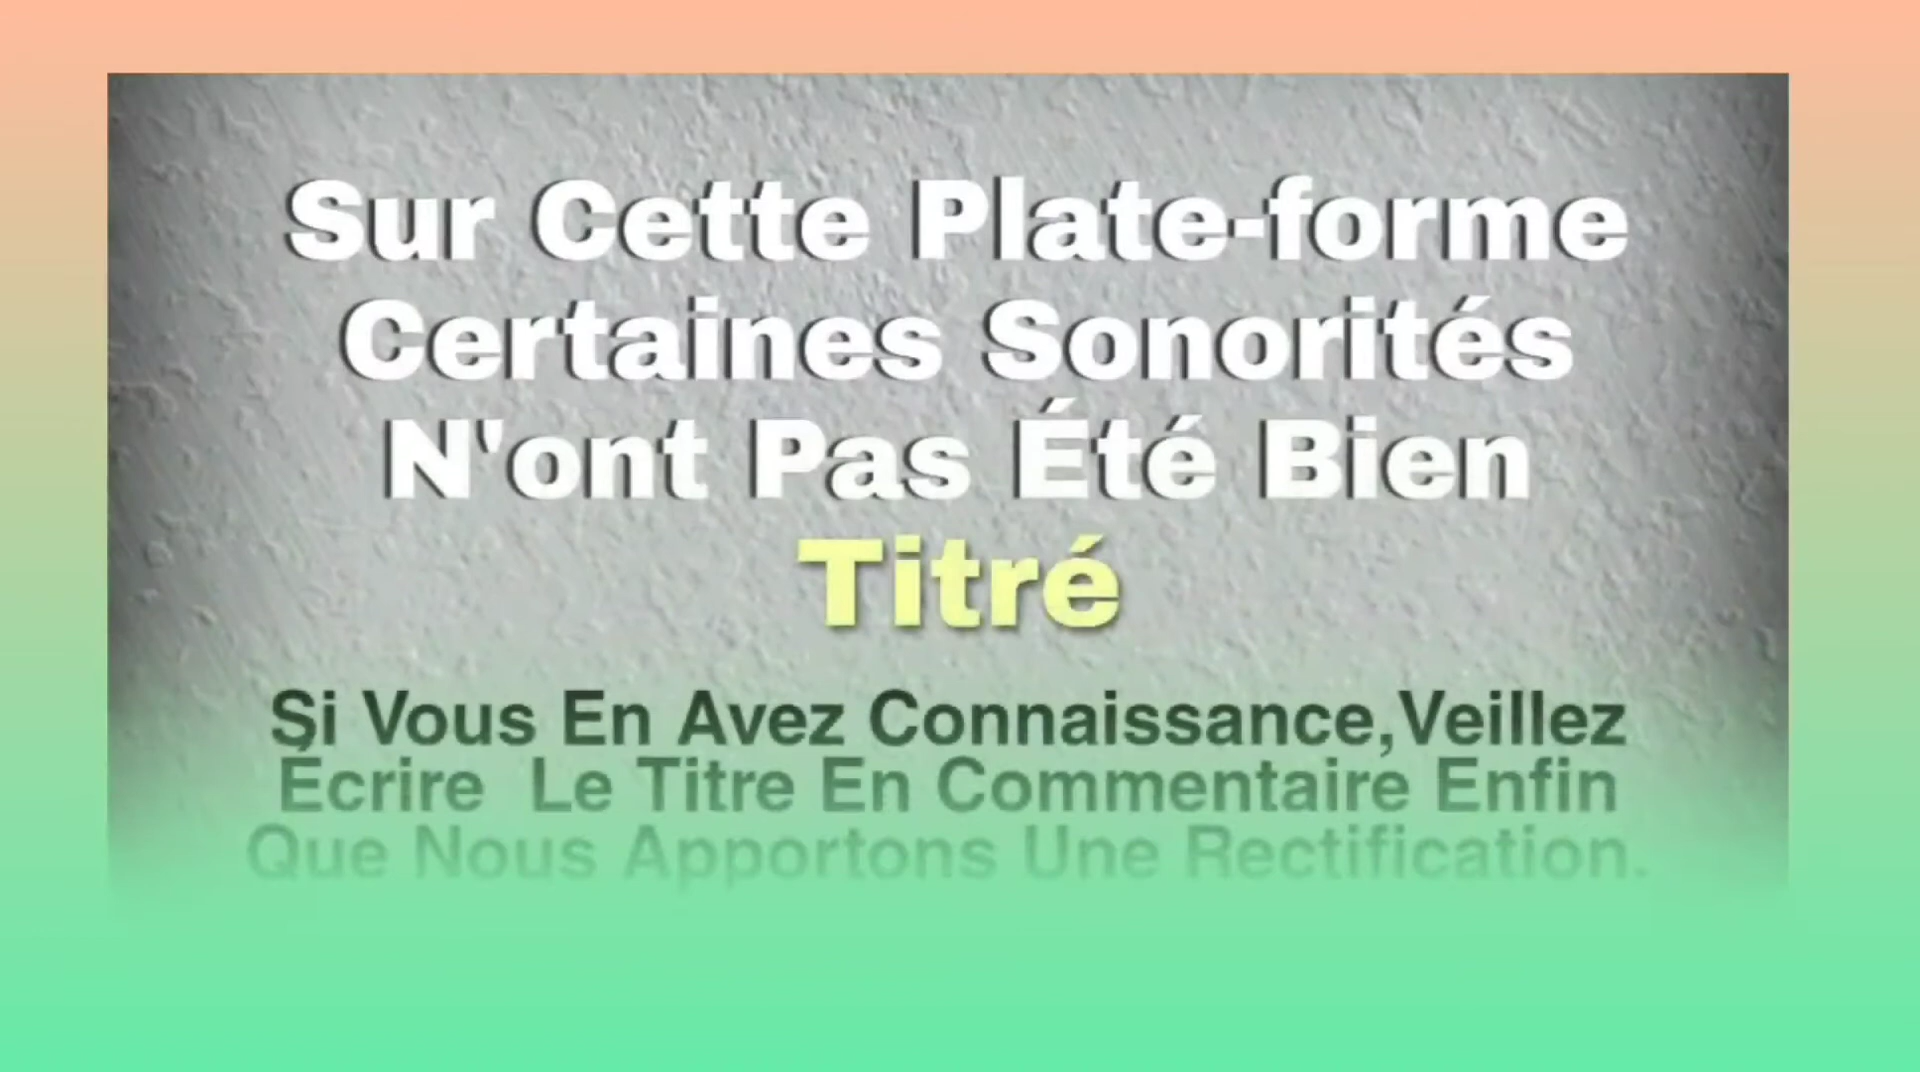 Sur Cette Plate-forme
Certaines Sonorités
N'ont Pas Été Bien
Titré
Si Vous En Avez Connaissance,Veillez
Écrire  Le Titre En Commentaire Enfin
Que Nous Apportons Une Rectification.